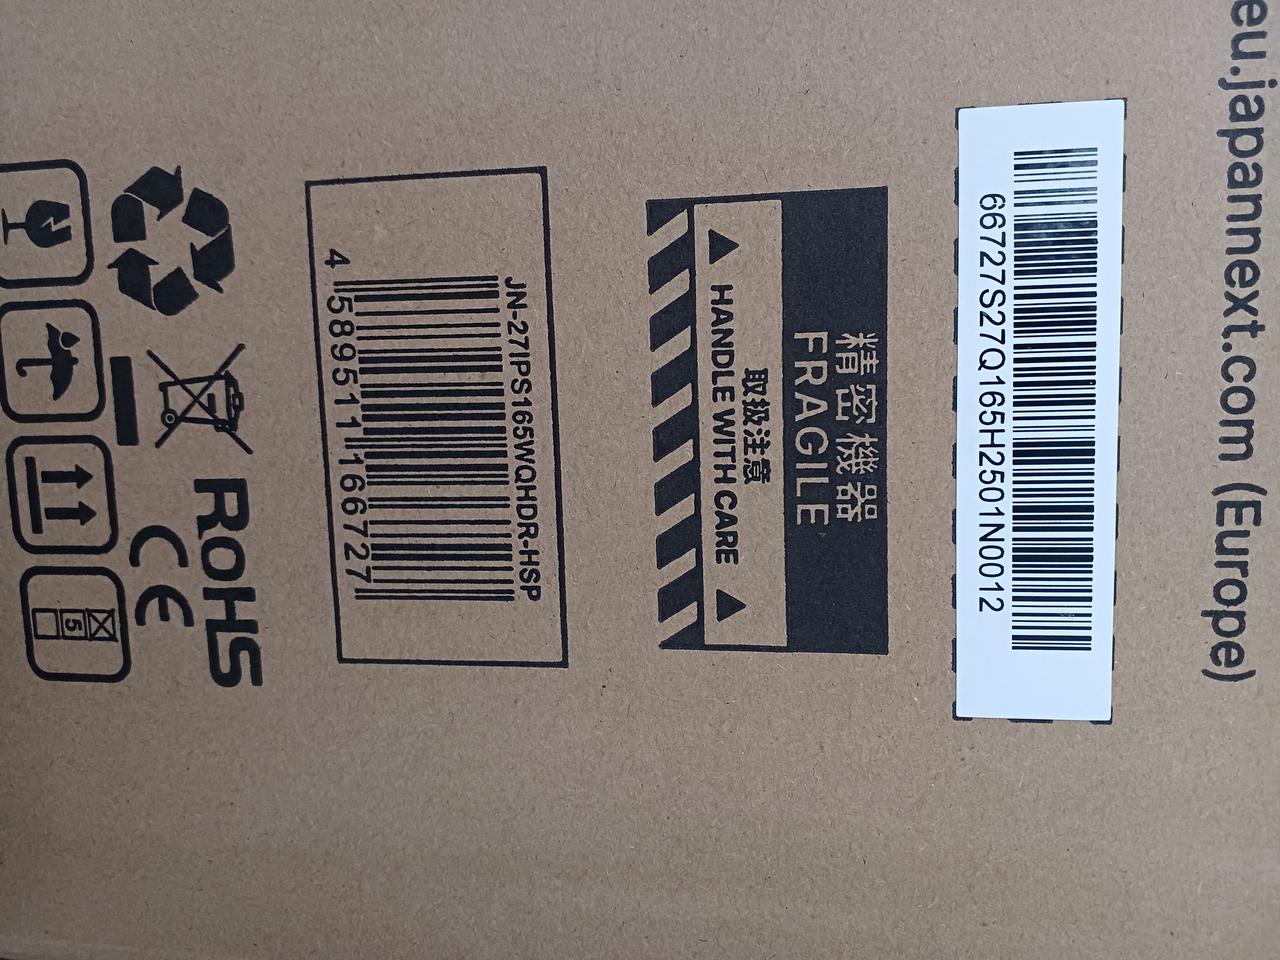 eu.japannext.com (Europe)
66727S27Q165H2501N0012
精密機器
FRAGILE
取扱注意
HANDLE WITH CARE
JN-27IPS165WQHDR-HSP
4 589511 166727
RoHS
CE
5